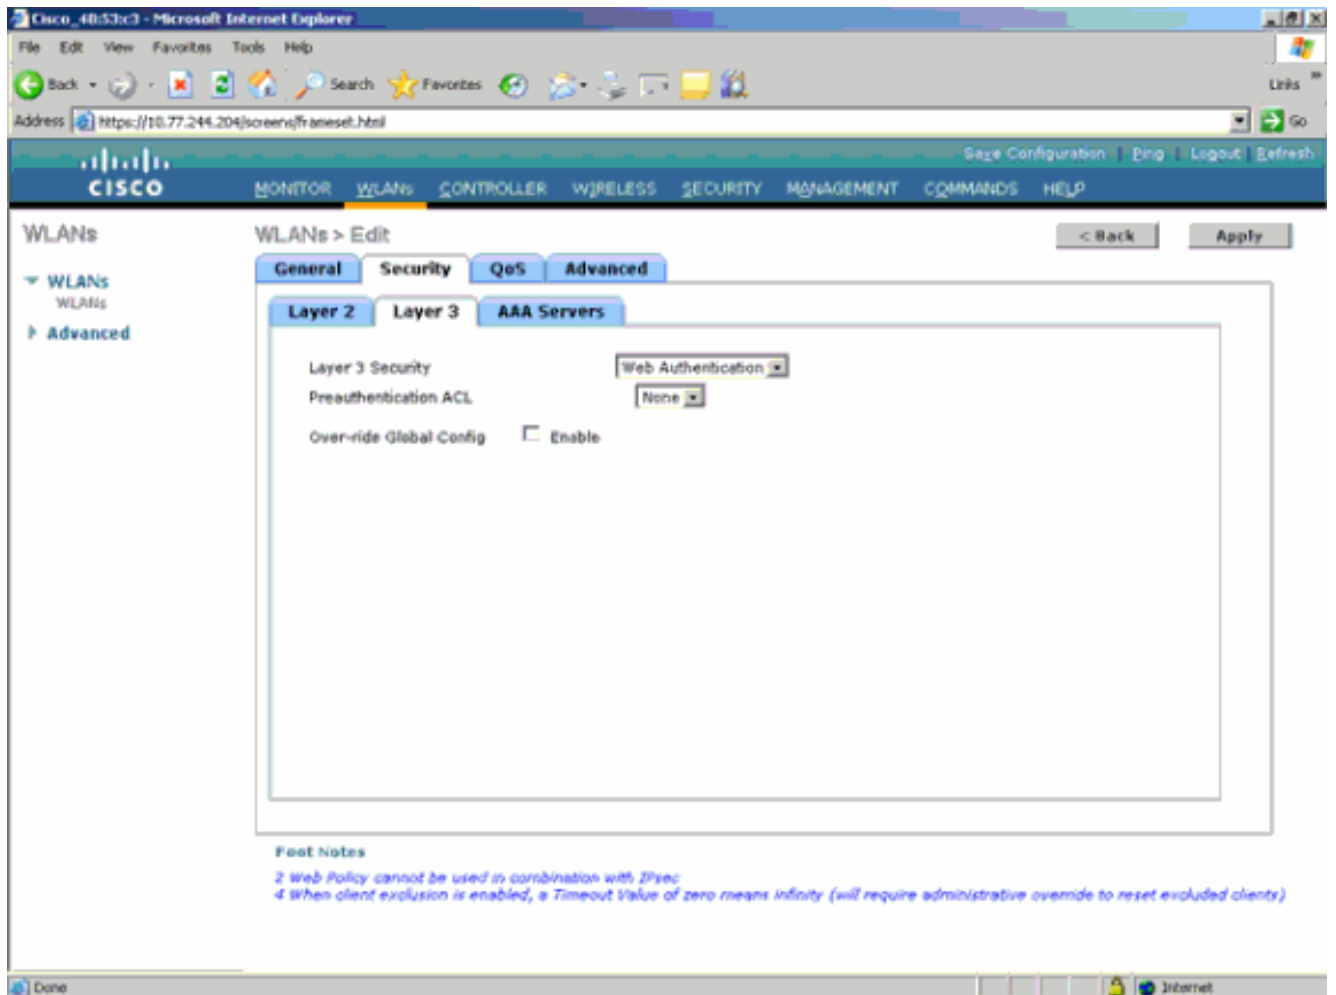 Cisco_40:53:c3 - Microsoft Internet Explorer
File Edit View Favorites Tools Help
Back Search Favorites Links
Address https://10.77.244.204/screens/frameset.html Go
Save Configuration | Ping | Logout | Refresh
CISCO MONITOR WLANs CONTROLLER WIRELESS SECURITY MANAGEMENT COMMANDS HELP
WLANs
WLANs
WLANs
Advanced
WLANs > Edit
< Back Apply
General Security QoS Advanced
Layer 2 Layer 3 AAA Servers
Layer 3 Security Web Authentication
Preauthentication ACL None
Over-ride Global Config Enable
Foot Notes
2 Web Policy cannot be used in combination with IPsec
4 When client exclusion is enabled, a Timeout Value of zero means infinity (will require administrative override to reset excluded clients)
Done Internet